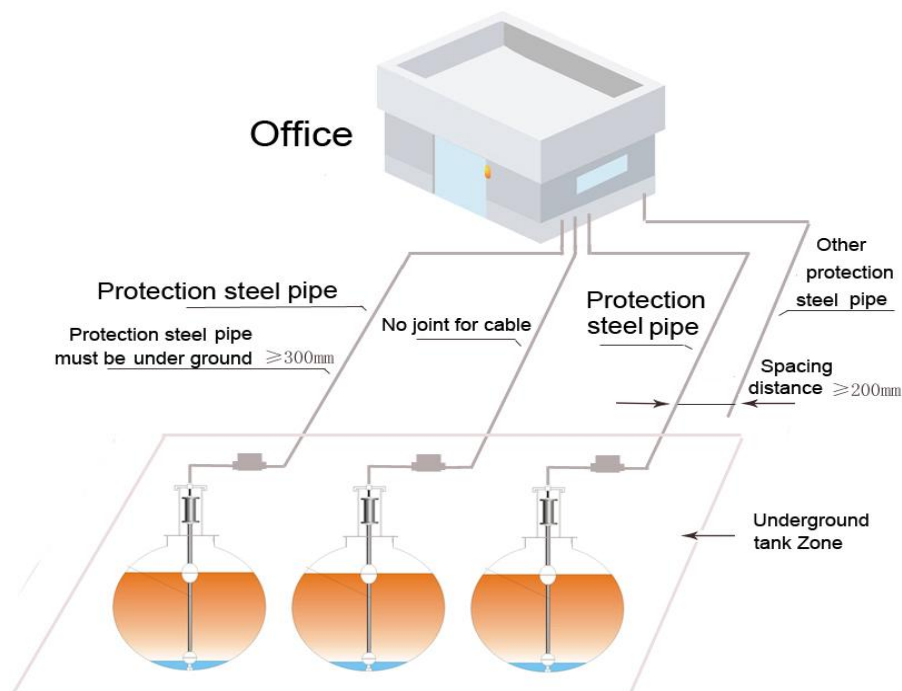 Office
Protection steel pipe
Protection steel pipe
must be under ground ≥300mm
No joint for cable
Protection
steel pipe
Other
protection
steel pipe
Spacing
distance ≥200mm
Underground
tank Zone